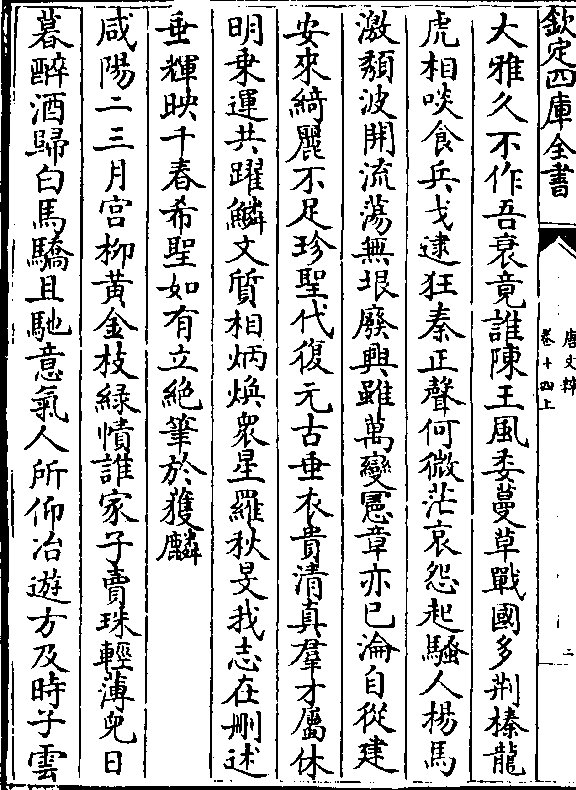 欽定四庫全書
唐文粹
卷十四上
二
大雅久不作吾衰竟誰陳王風委蔓草戰國多荆榛龍
虎相啖食兵戈逮狂秦正聲何微茫哀怨起騷人楊馬
激頽波開流蕩無垠廢興雖萬變憲章亦已淪自從建
安來綺麗不足珍聖代復元古垂衣貴清真羣才屬休
明乗運共躍鱗文質相炳煥衆星羅秋旻我志在刪述
垂輝映千春希聖如有立絶筆於獲麟
咸陽二三月宫柳黄金枝緑幘誰家子賣珠輕薄兒日
暮醉酒歸白馬驕且馳意氣人所仰冶遊方及時子雲